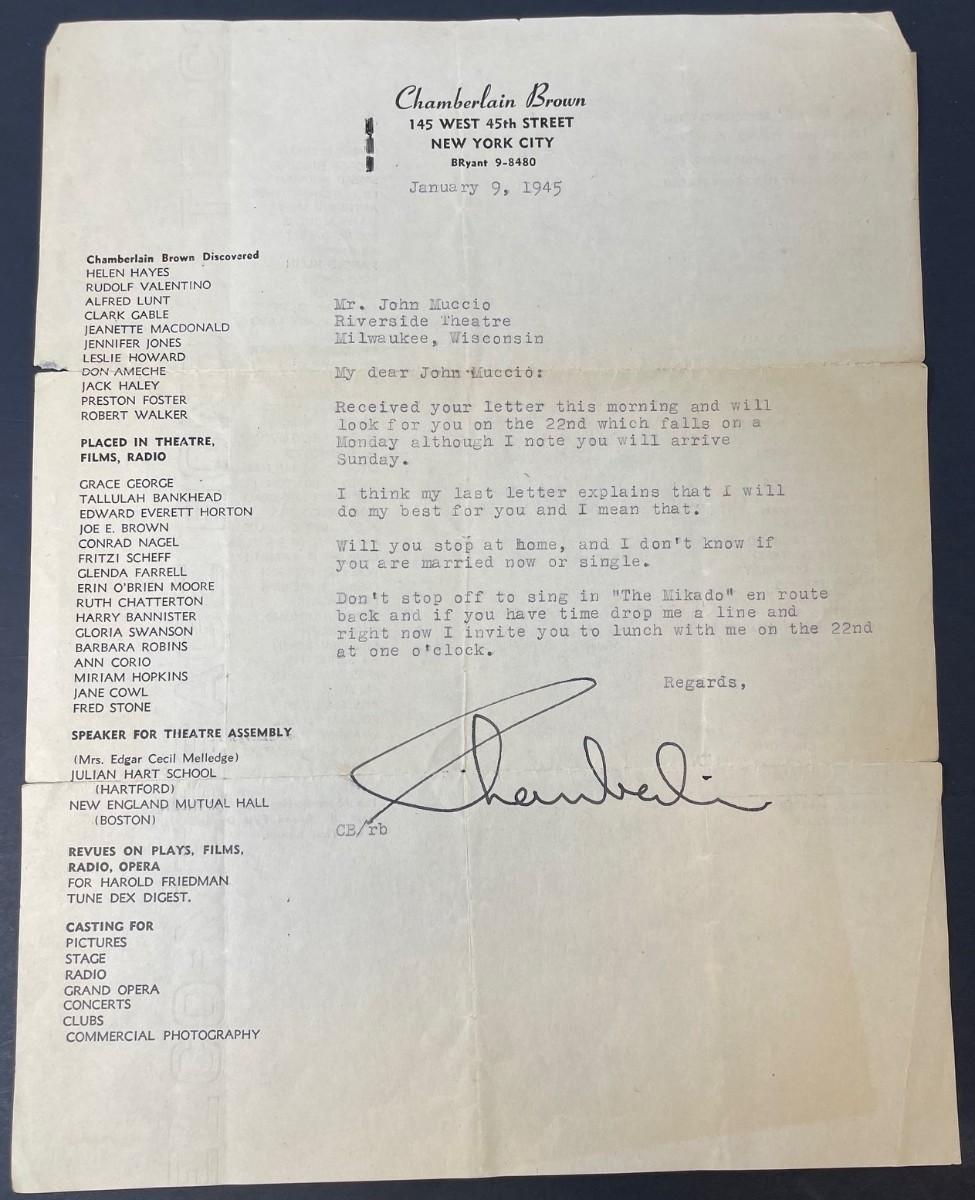 Chamberlain Brown
145 WEST 45th STREET
NEW YORK CITY
BRyant 9-8480
January 9, 1945
Chamberlain Brown Discovered
HELEN HAYES
RUDOLF VALENTINO
ALFRED LUNT
CLARK GABLE
JEANETTE MACDONALD
JENNIFER JONES
LESLIE HOWARD
DON AMECHE
JACK HALEY
PRESTON FOSTER
ROBERT WALKER
PLACED IN THEATRE,
FILMS, RADIO
GRACE GEORGE
TALLULAH BANKHEAD
EDWARD EVERETT HORTON
JOE E. BROWN
CONRAD NAGEL
FRITZI SCHEFF
GLENDA FARRELL
ERIN O'BRIEN MOORE
RUTH CHATTERTON
HARRY BANNISTER
GLORIA SWANSON
BARBARA ROBINS
ANN CORIO
MIRIAM HOPKINS
JANE COWL
FRED STONE
SPEAKER FOR THEATRE ASSEMBLY
(Mrs. Edgar Cecil Melledge)
JULIAN HART SCHOOL
(HARTFORD)
NEW ENGLAND MUTUAL HALL
(BOSTON)
REVUES ON PLAYS, FILMS,
RADIO, OPERA
FOR HAROLD FRIEDMAN
TUNE DEX DIGEST.
CASTING FOR
PICTURES
STAGE
RADIO
GRAND OPERA
CONCERTS
CLUBS
COMMERCIAL PHOTOGRAPHY
Mr. John Muccio
Riverside Theatre
Milwaukee, Wisconsin
My dear John Muccio:
Received your letter this morning and will
look for you on the 22nd which falls on a
Monday although I note you will arrive
Sunday.
I think my last letter explains that I will
do my best for you and I mean that.
Will you stop at home, and I don't know if
you are married now or single.
Don't stop off to sing in "The Mikado" en route
back and if you have time drop me a line and
right now I invite you to lunch with me on the 22nd
at one o'clock.
Regards,
Chamberlain
CB/rb